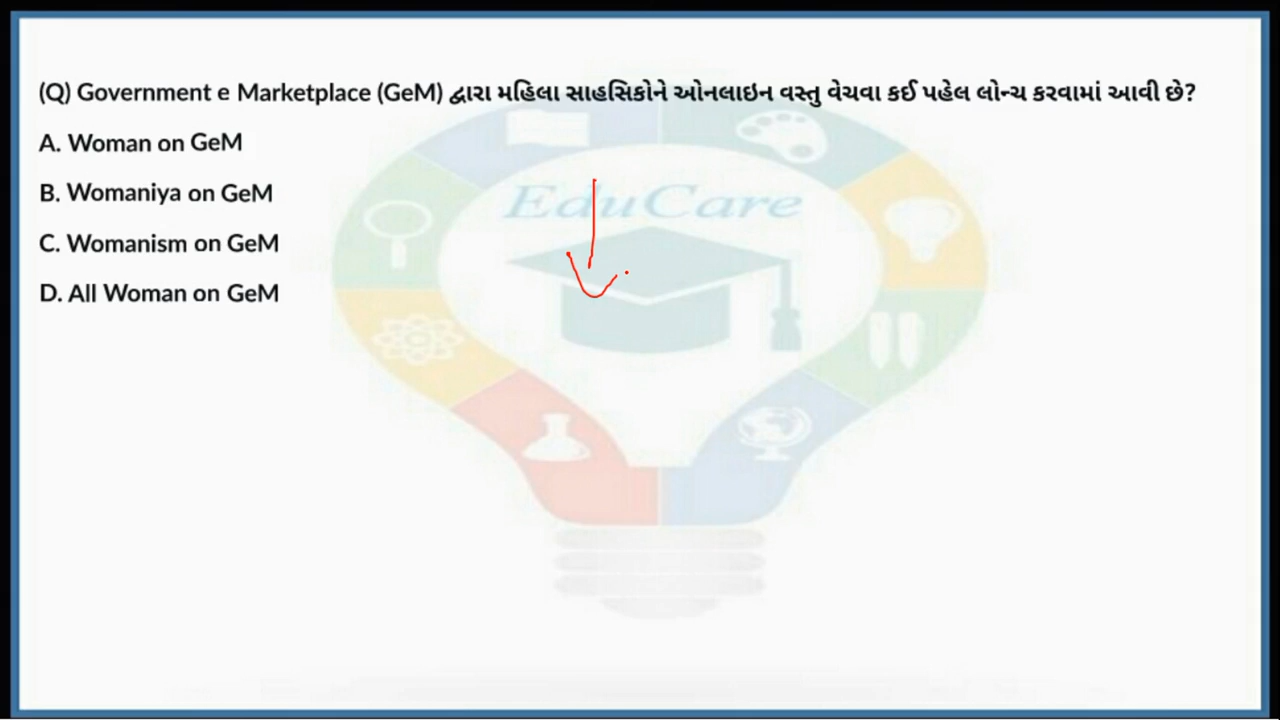 (Q) Government e Marketplace (GeM) દ્વારા મહિલા સાહસિકોને ઓનલાઇન વસ્તુ વેચવા કઈ પહેલ લોન્ચ કરવામાં આવી છે?
A. Woman on GeM
B. Womaniya on GeM
EduCare
C. Womanism on GeM
D. All Woman on GeM